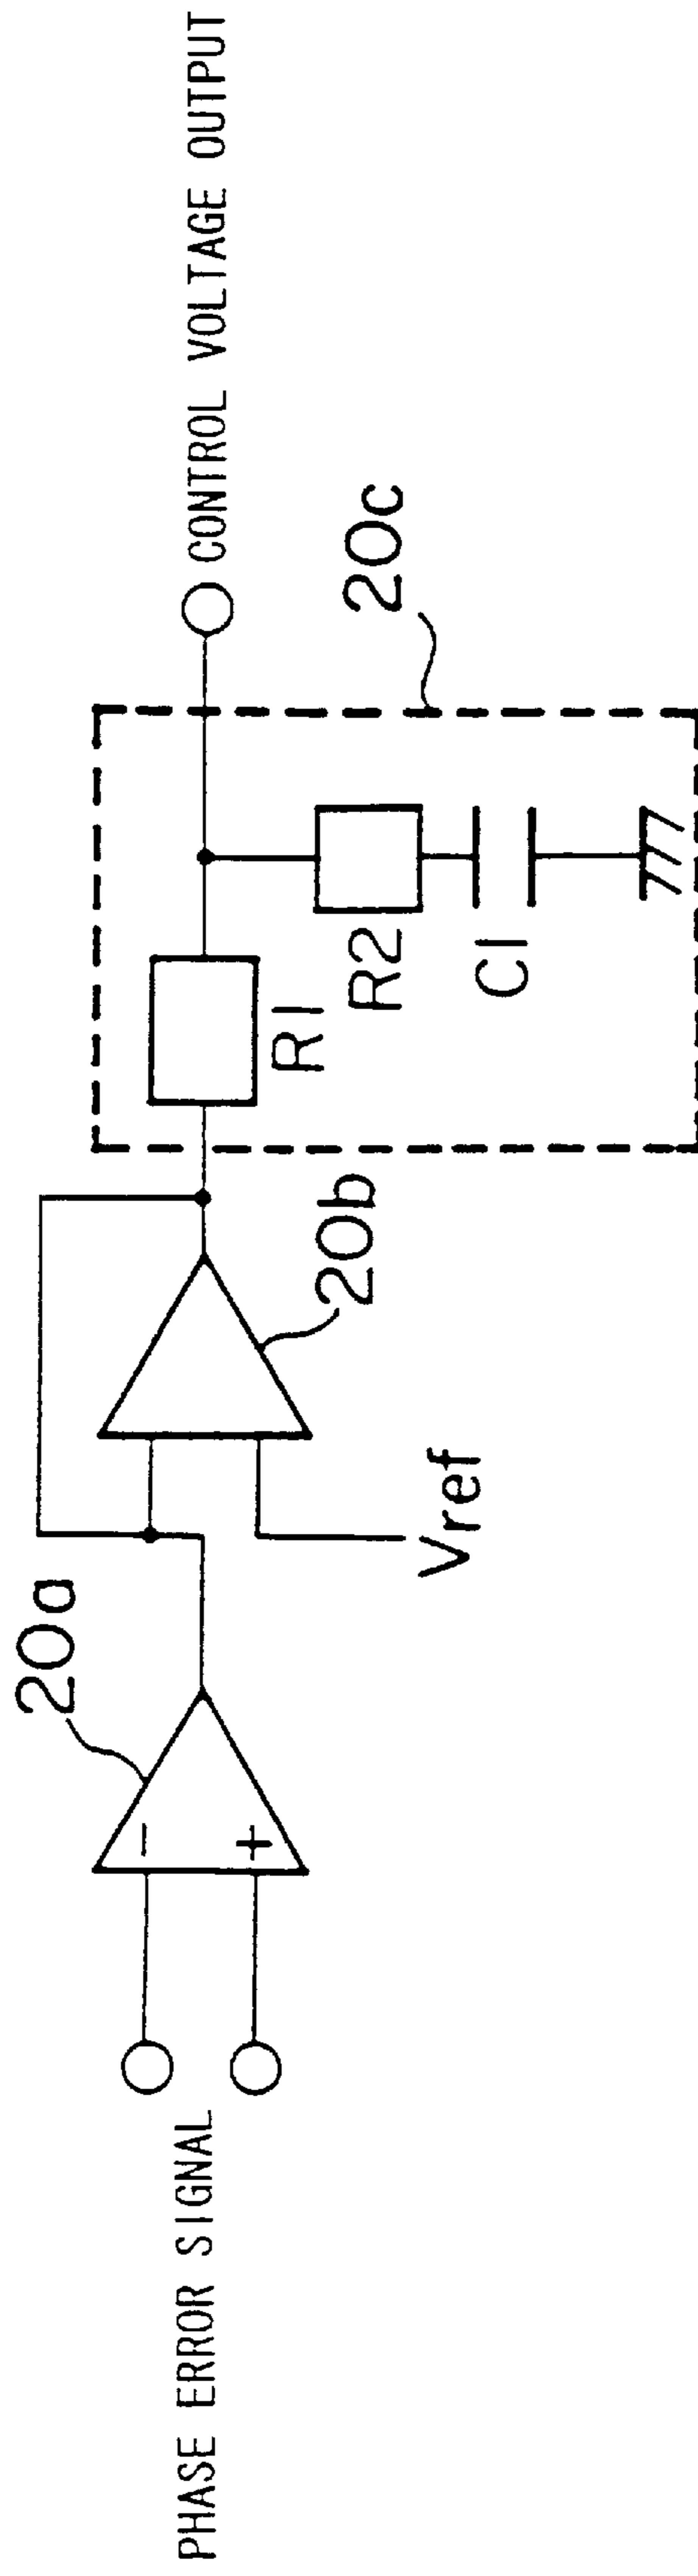 PHASE ERROR SIGNAL
20a
-
+
Vref
20b
R1
R2
C1
20c
CONTROL VOLTAGE OUTPUT